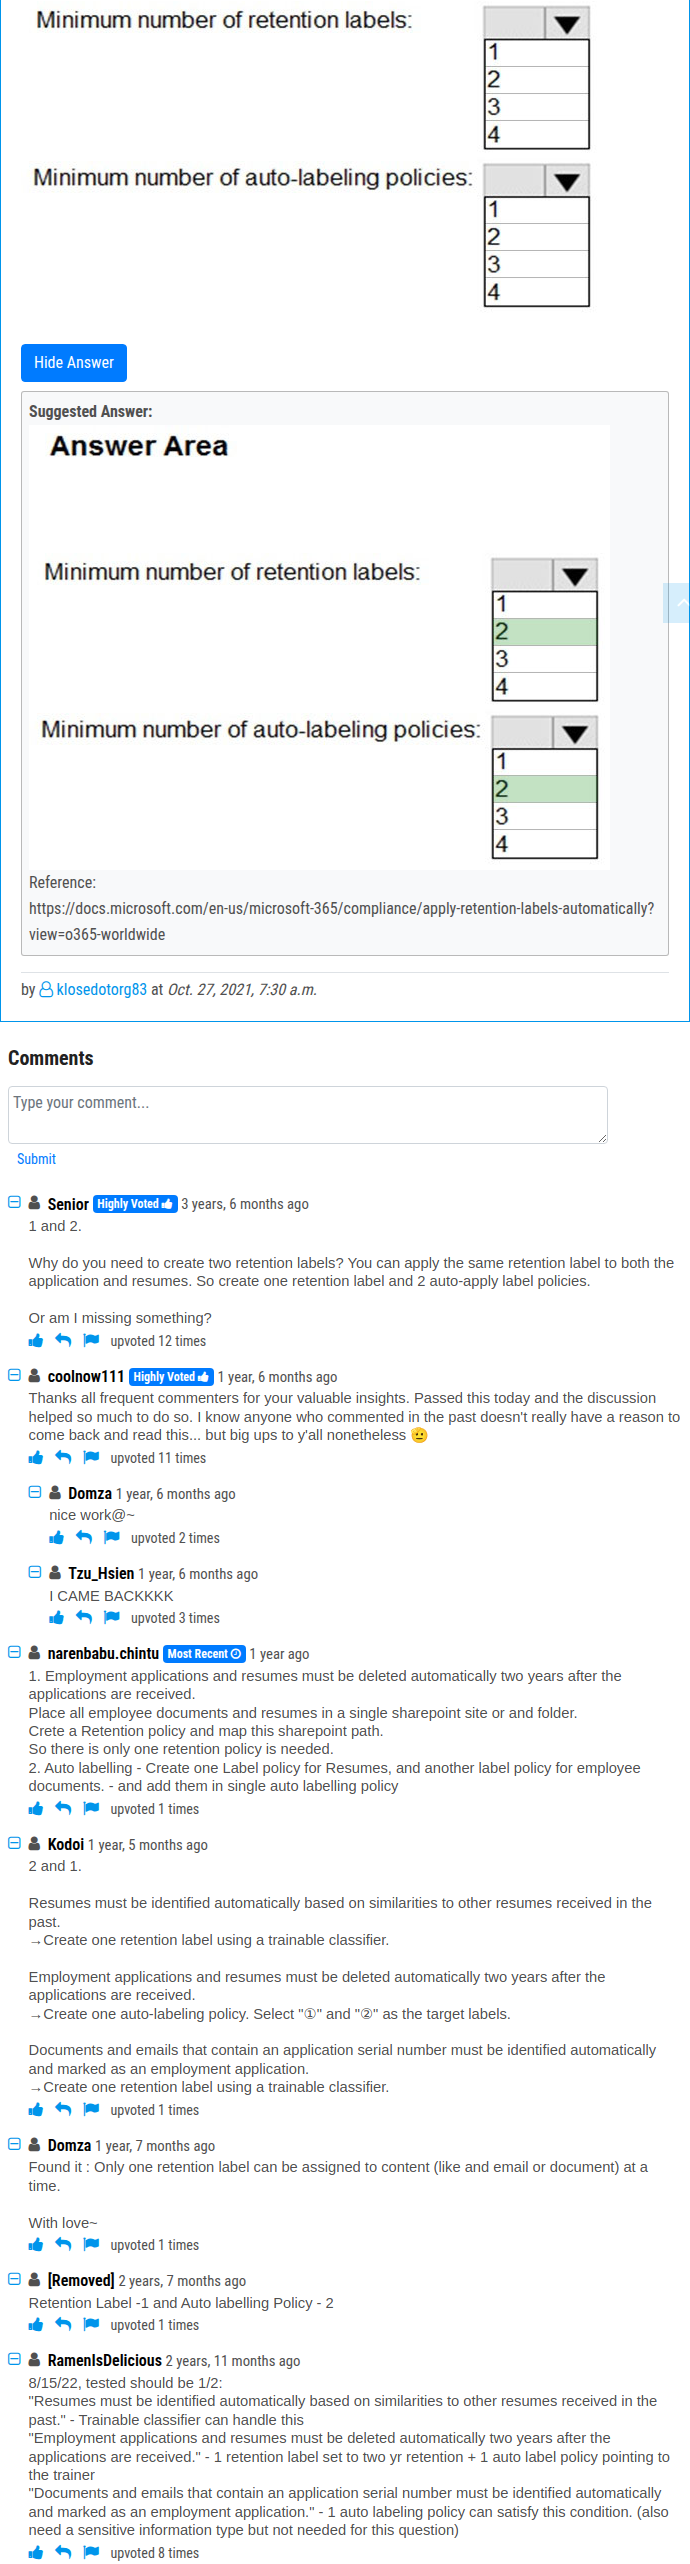 Minimum number of retention labels:
1
2
3
4
Minimum number of auto-labeling policies:
1
2
3
4
Hide Answer
Suggested Answer:
Answer Area
Minimum number of retention labels:
1
2
3
4
Minimum number of auto-labeling policies:
1
2
3
4
Reference:
https://docs.microsoft.com/en-us/microsoft-365/compliance/apply-retention-labels-automatically?
view=o365-worldwide
by klosedotorg83 at Oct. 27, 2021, 7:30 a.m.
Comments
Type your comment...
Submit
Senior Highly Voted 3 years, 6 months ago
1 and 2.
Why do you need to create two retention labels? You can apply the same retention label to both the
application and resumes. So create one retention label and 2 auto-apply label policies.
Or am I missing something?
upvoted 12 times
coolnow111 Highly Voted 1 year, 6 months ago
Thanks all frequent commenters for your valuable insights. Passed this today and the discussion
helped so much to do so. I know anyone who commented in the past doesn't really have a reason to
come back and read this... but big ups to y'all nonetheless 🫡
upvoted 11 times
Domza 1 year, 6 months ago
nice work@~
upvoted 2 times
Tzu_Hsien 1 year, 6 months ago
I CAME BACKKKK
upvoted 3 times
narenbabu.chintu Most Recent 1 year ago
1. Employment applications and resumes must be deleted automatically two years after the
applications are received.
Place all employee documents and resumes in a single sharepoint site or and folder.
Crete a Retention policy and map this sharepoint path.
So there is only one retention policy is needed.
2. Auto labelling - Create one Label policy for Resumes, and another label policy for employee
documents. - and add them in single auto labelling policy
upvoted 1 times
Kodoi 1 year, 5 months ago
2 and 1.
Resumes must be identified automatically based on similarities to other resumes received in the
past.
→Create one retention label using a trainable classifier.
Employment applications and resumes must be deleted automatically two years after the
applications are received.
→Create one auto-labeling policy. Select "①" and "②" as the target labels.
Documents and emails that contain an application serial number must be identified automatically
and marked as an employment application.
→Create one retention label using a trainable classifier.
upvoted 1 times
Domza 1 year, 7 months ago
Found it : Only one retention label can be assigned to content (like and email or document) at a
time.
With love~
upvoted 1 times
[Removed] 2 years, 7 months ago
Retention Label -1 and Auto labelling Policy - 2
upvoted 1 times
RamenIsDelicious 2 years, 11 months ago
8/15/22, tested should be 1/2:
"Resumes must be identified automatically based on similarities to other resumes received in the
past." - Trainable classifier can handle this
"Employment applications and resumes must be deleted automatically two years after the
applications are received." - 1 retention label set to two yr retention + 1 auto label policy pointing to
the trainer
"Documents and emails that contain an application serial number must be identified automatically
and marked as an employment application." - 1 auto labeling policy can satisfy this condition. (also
need a sensitive information type but not needed for this question)
upvoted 8 times